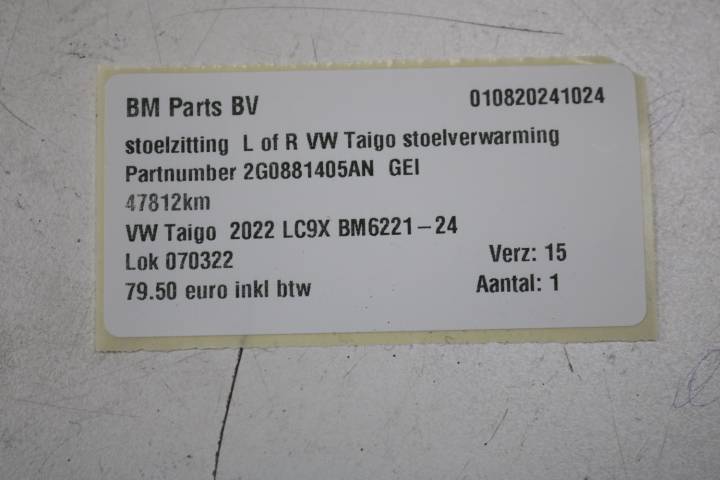 BM Parts BV 010820241024
stoelzitting L of R VW Taigo stoelverwarming
Partnumber 2G0881405AN GEI
47812km
VW Taigo 2022 LC9X BM6221-24
Lok 070322 Verz: 15
79.50 euro inkl btw Aantal: 1